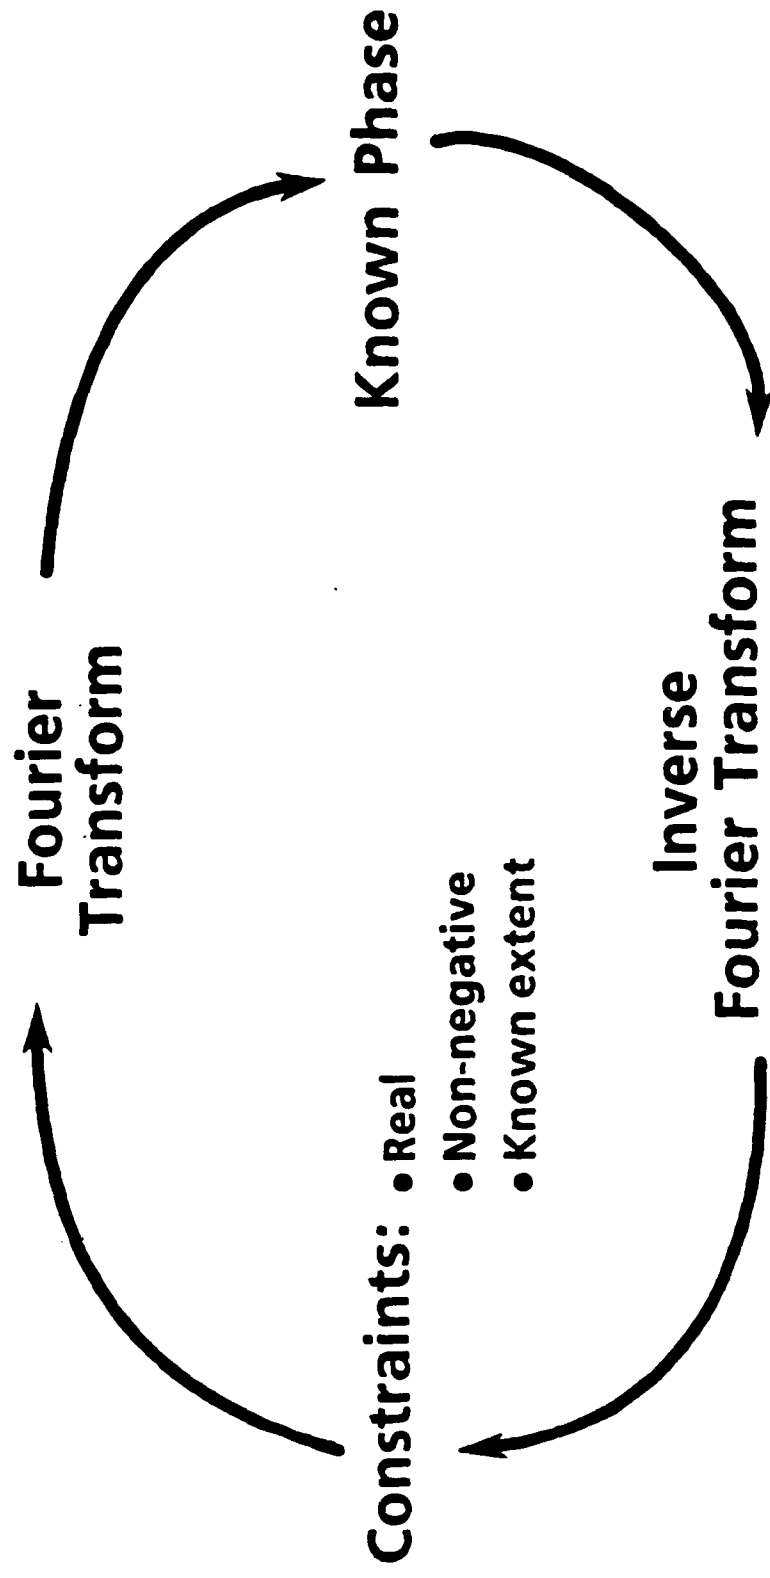 Fourier
Transform
Constraints: • Real
• Non-negative
• Known extent
Known Phase
Inverse
Fourier Transform